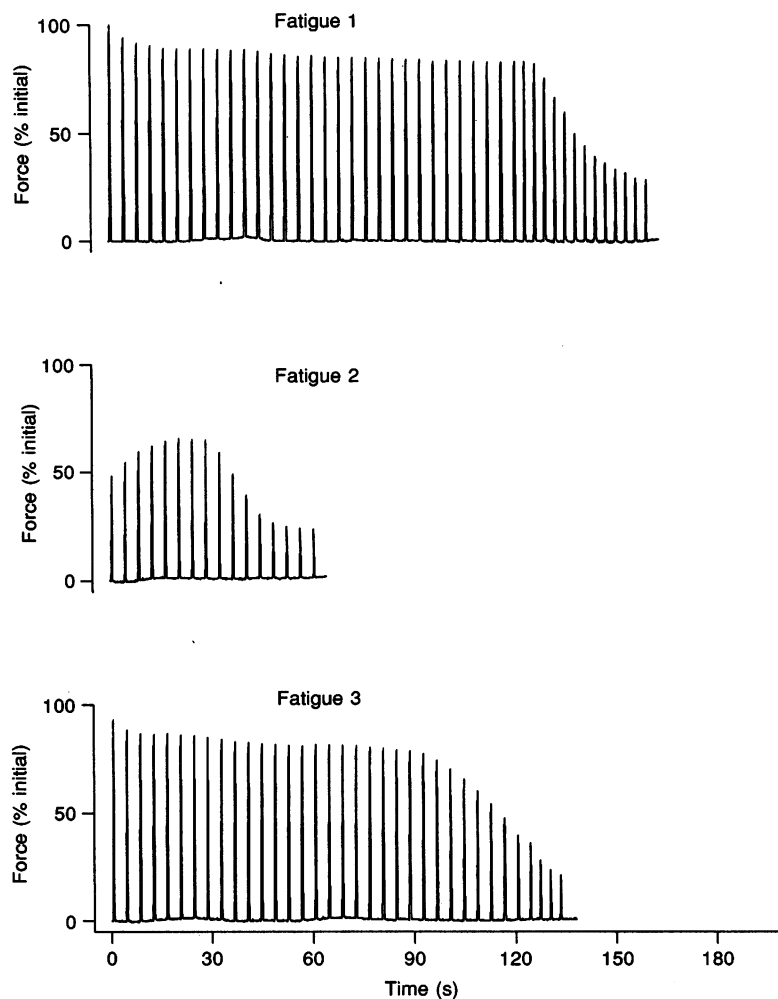 Fatigue 1
100
50
0
Force (% initial)
Fatigue 2
100
50
0
Force (% initial)
Fatigue 3
100
50
0
Force (% initial)
0 30 60 90 120 150 180
Time (s)